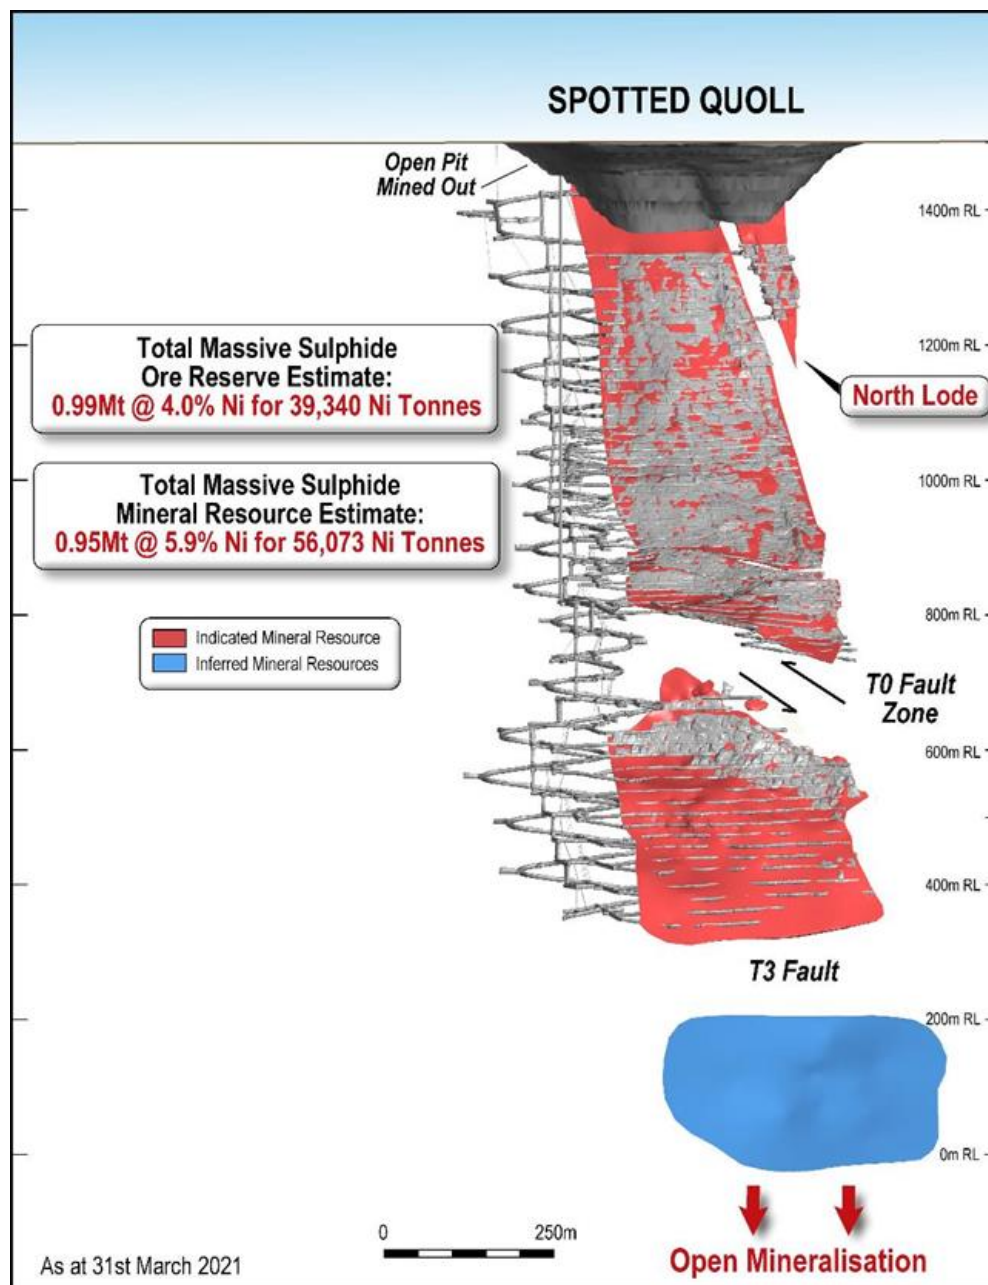 SPOTTED QUOLL
Open Pit
Mined Out
1400m RL
Total Massive Sulphide
Ore Reserve Estimate:
0.99Mt @ 4.0% Ni for 39,340 Ni Tonnes
1200m RL
North Lode
Total Massive Sulphide
Mineral Resource Estimate:
0.95Mt @ 5.9% Ni for 56,073 Ni Tonnes
1000m RL
Indicated Mineral Resource
Inferred Mineral Resources
800m RL
T0 Fault
Zone
600m RL
400m RL
T3 Fault
200m RL
0m RL
0 250m
Open Mineralisation
As at 31st March 2021